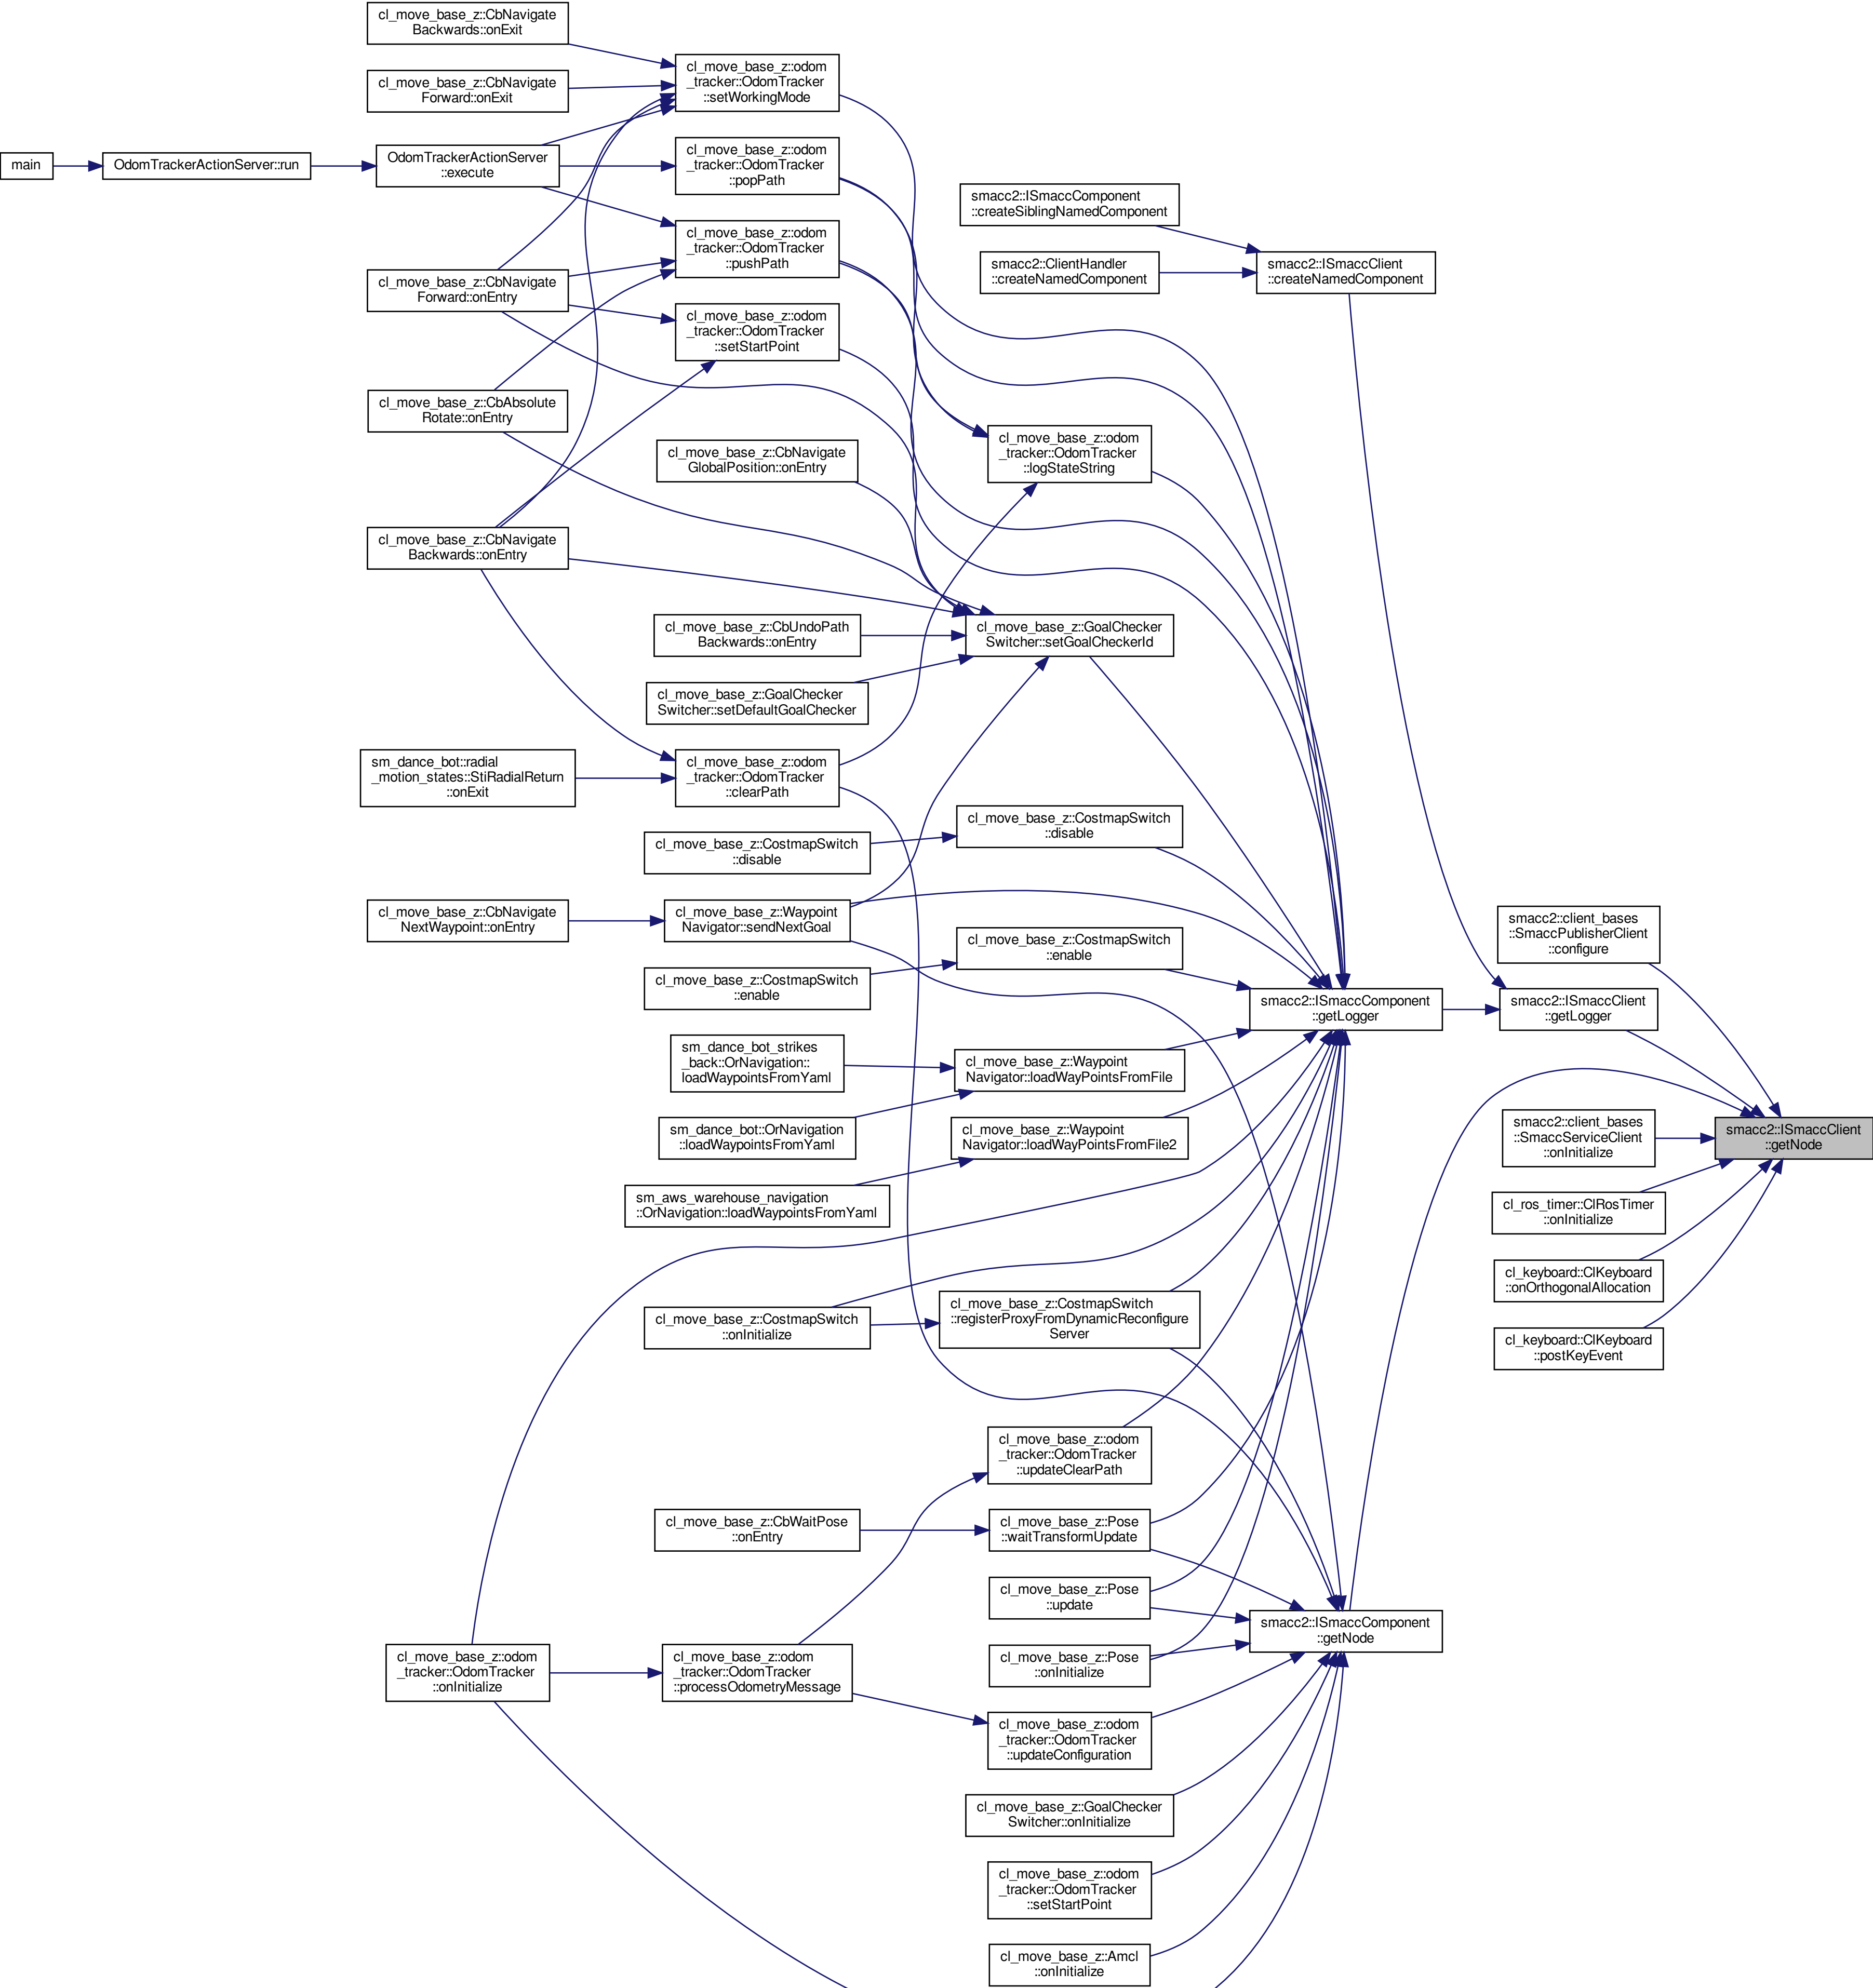 cl_move_base_z::CbNavigate
Backwards::onExit
cl_move_base_z::odom
_tracker::OdomTracker
::setWorkingMode
cl_move_base_z::CbNavigate
Forward::onExit
main
OdomTrackerActionServer::run
OdomTrackerActionServer
::execute
cl_move_base_z::odom
_tracker::OdomTracker
::popPath
smacc2::ISmaccComponent
::createSiblingNamedComponent
cl_move_base_z::odom
_tracker::OdomTracker
::pushPath
smacc2::ClientHandler
::createNamedComponent
smacc2::ISmaccClient
::createNamedComponent
cl_move_base_z::CbNavigate
Forward::onEntry
cl_move_base_z::odom
_tracker::OdomTracker
::setStartPoint
cl_move_base_z::CbAbsolute
Rotate::onEntry
cl_move_base_z::CbNavigate
GlobalPosition::onEntry
cl_move_base_z::odom
_tracker::OdomTracker
::logStateString
cl_move_base_z::CbNavigate
Backwards::onEntry
cl_move_base_z::CbUndoPath
Backwards::onEntry
cl_move_base_z::GoalChecker
Switcher::setGoalCheckerId
cl_move_base_z::GoalChecker
Switcher::setDefaultGoalChecker
sm_dance_bot::radial
_motion_states::StiRadialReturn
::onExit
cl_move_base_z::odom
_tracker::OdomTracker
::clearPath
cl_move_base_z::CostmapSwitch
::disable
cl_move_base_z::CostmapSwitch
::disable
cl_move_base_z::CbNavigate
NextWaypoint::onEntry
cl_move_base_z::Waypoint
Navigator::sendNextGoal
smacc2::client_bases
::SmaccPublisherClient
::configure
cl_move_base_z::CostmapSwitch
::enable
cl_move_base_z::CostmapSwitch
::enable
smacc2::ISmaccComponent
::getLogger
smacc2::ISmaccClient
::getLogger
sm_dance_bot_strikes
_back::OrNavigation::
loadWaypointsFromYaml
cl_move_base_z::Waypoint
Navigator::loadWayPointsFromFile
sm_dance_bot::OrNavigation
::loadWaypointsFromYaml
cl_move_base_z::Waypoint
Navigator::loadWayPointsFromFile2
smacc2::client_bases
::SmaccServiceClient
::onInitialize
smacc2::ISmaccClient
::getNode
sm_aws_warehouse_navigation
::OrNavigation::loadWaypointsFromYaml
cl_ros_timer::ClRosTimer
::onInitialize
cl_keyboard::ClKeyboard
::onOrthogonalAllocation
cl_move_base_z::CostmapSwitch
::onInitialize
cl_move_base_z::CostmapSwitch
::registerProxyFromDynamicReconfigure
Server
cl_keyboard::ClKeyboard
::postKeyEvent
cl_move_base_z::odom
_tracker::OdomTracker
::updateClearPath
cl_move_base_z::CbWaitPose
::onEntry
cl_move_base_z::Pose
::waitTransformUpdate
cl_move_base_z::Pose
::update
smacc2::ISmaccComponent
::getNode
cl_move_base_z::odom
_tracker::OdomTracker
::onInitialize
cl_move_base_z::odom
_tracker::OdomTracker
::processOdometryMessage
cl_move_base_z::Pose
::onInitialize
cl_move_base_z::odom
_tracker::OdomTracker
::updateConfiguration
cl_move_base_z::GoalChecker
Switcher::onInitialize
cl_move_base_z::odom
_tracker::OdomTracker
::setStartPoint
cl_move_base_z::Amcl
::onInitialize